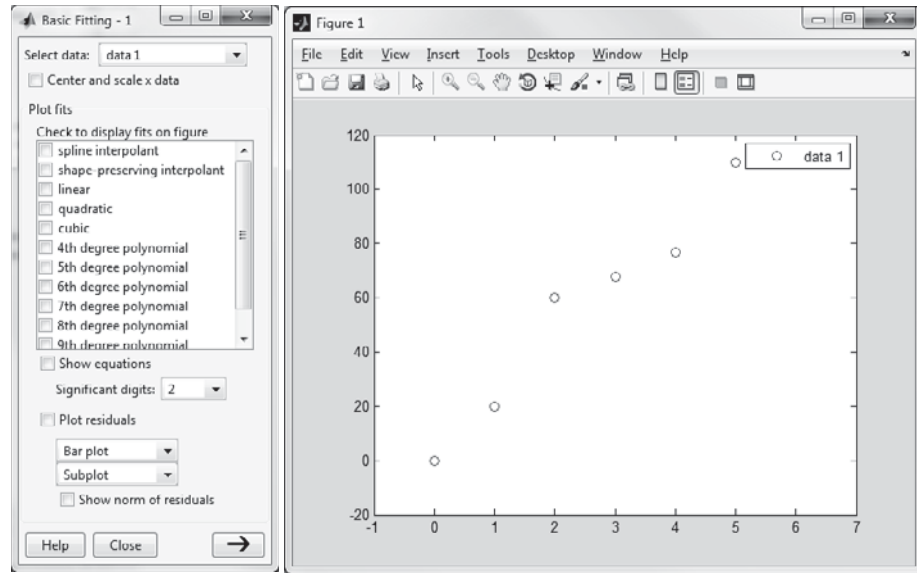 Basic Fitting - 1
Select data: data 1
Center and scale x data
Plot fits
Check to display fits on figure
spline interpolant
shape-preserving interpolant
linear
quadratic
cubic
4th degree polynomial
5th degree polynomial
6th degree polynomial
7th degree polynomial
8th degree polynomial
9th degree polynomial
Show equations
Significant digits: 2
Plot residuals
Bar plot
Subplot
Show norm of residuals
Help Close
Figure 1
File Edit View Insert Tools Desktop Window Help
120
100
80
60
40
20
0
-20
-1 0 1 2 3 4 5 6 7
data 1